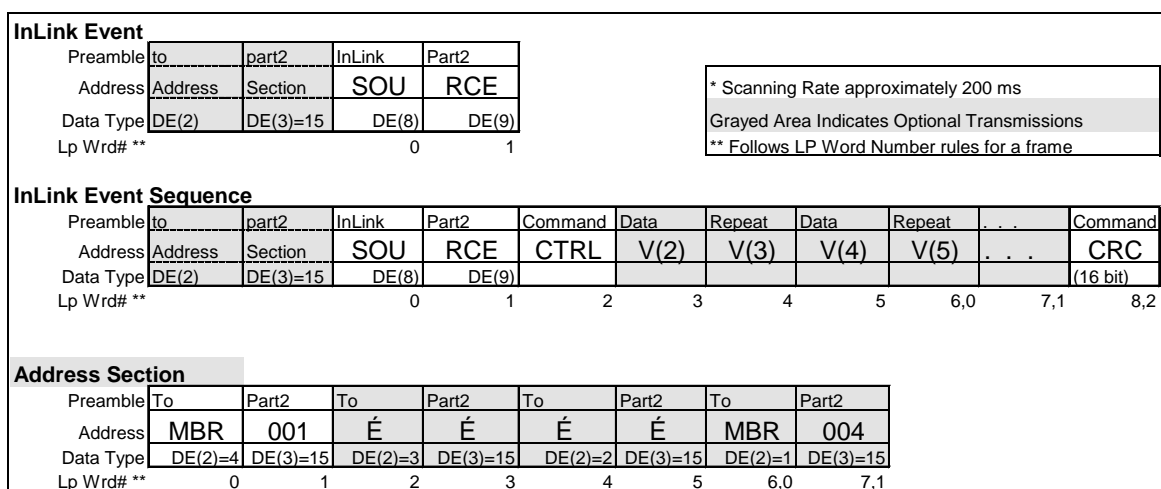 InLink Event
Preamble to part2 InLink Part2
Address Address Section SOU RCE
Data Type DE(2) DE(3)=15 DE(8) DE(9)
Lp Wrd# ** 0 1
* Scanning Rate approximately 200 ms
Grayed Area Indicates Optional Transmissions
** Follows LP Word Number rules for a frame
InLink Event Sequence
Preamble to part2 InLink Part2 Command Data Repeat Data Repeat . . . Command
Address Address Section SOU RCE CTRL V(2) V(3) V(4) V(5) . . . CRC
Data Type DE(2) DE(3)=15 DE(8) DE(9) (16 bit)
Lp Wrd# ** 0 1 2 3 4 5 6,0 7,1 8,2
Address Section
Preamble To Part2 To Part2 To Part2 To Part2
Address MBR 001 É É É É MBR 004
Data Type DE(2)=4 DE(3)=15 DE(2)=3 DE(3)=15 DE(2)=2 DE(3)=15 DE(2)=1 DE(3)=15
Lp Wrd# ** 0 1 2 3 4 5 6,0 7,1